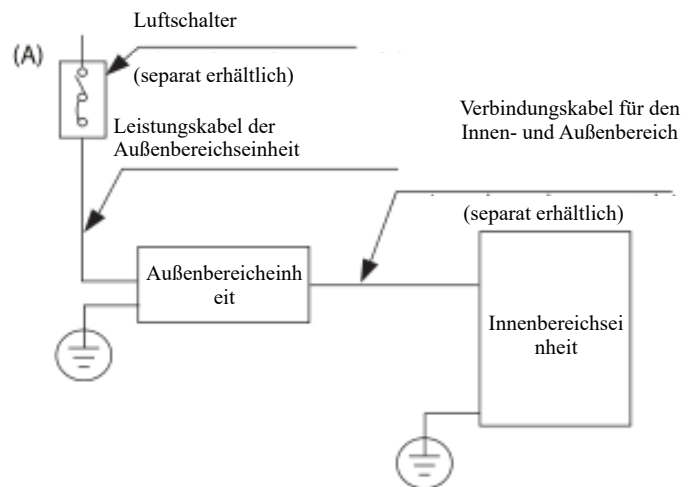 Luftschalter
(A)
(separat erhältlich)
Verbindungskabel für den
Innen- und Außenbereich
Leistungskabel der
Außenbereichseinheit
(separat erhältlich)
Außenbereicheinh
eit
Innenbereichsei
nheit